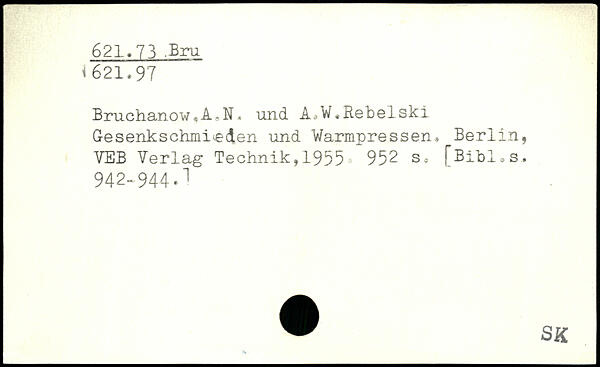 621.73 Bru
621.97
Bruchanow,A.N. und A.W.Rebelski
Gesenkschmieden und Warmpressen. Berlin,
VEB Verlag Technik,1955. 952 s. [Bibl.s.
942-944.]
SK